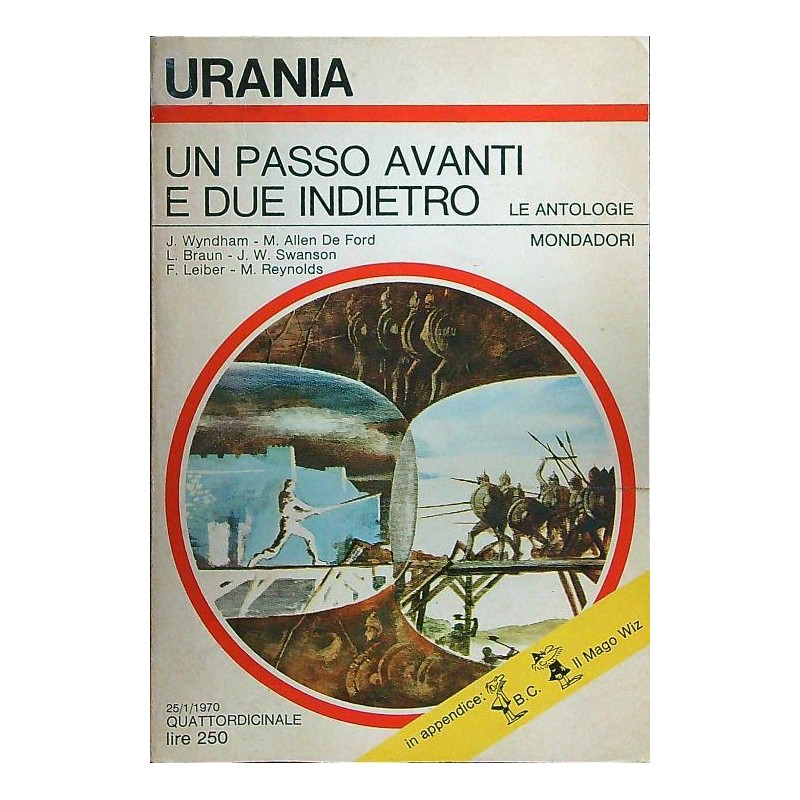 URANIA
UN PASSO AVANTI
E DUE INDIETRO
LE ANTOLOGIE
J. Wyndham - M. Allen De Ford
L. Braun - J. W. Swanson
F. Leiber - M. Reynolds
MONDADORI
25/1/1970
QUATTORDICINALE
lire 250
in appendice: B.C. Il Mago Wiz